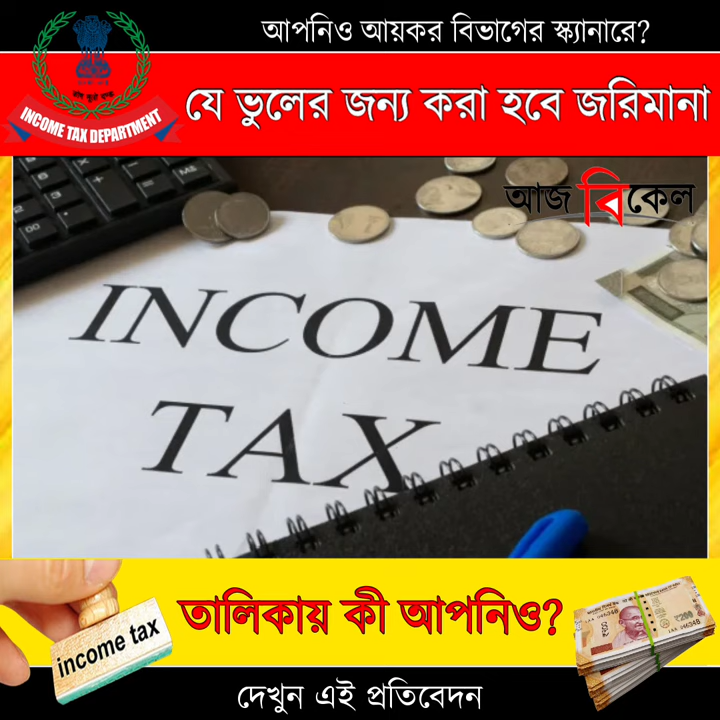 আপনিও আয়কর বিভাগের স্ক্যানারে?
INCOME TAX DEPARTMENT
যে ভুলের জন্য করা হবে জরিমানা
আজ বিকেল
INCOME
TAX
income tax
তালিকায় কী আপনিও?
দেখুন এই প্রতিবেদন